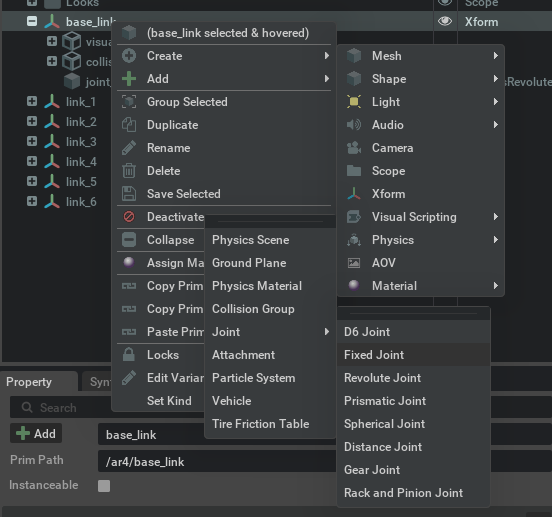 Looks
Scope
base_link
Xform
visua
collis
joint_
sRevolute
link_1
link_2
link_3
link_4
link_5
link_6
(base_link selected & hovered)
Create
Add
Group Selected
Duplicate
Rename
Delete
Save Selected
Deactivate
Collapse
Assign Ma
Copy Prim
Copy Prim
Paste Prim
Locks
Edit Varian
Set Kind
Mesh
Shape
Light
Audio
Camera
Scope
Xform
Visual Scripting
Physics
AOV
Material
Physics Scene
Ground Plane
Physics Material
Collision Group
Joint
Attachment
Particle System
Vehicle
Tire Friction Table
D6 Joint
Fixed Joint
Revolute Joint
Prismatic Joint
Spherical Joint
Distance Joint
Gear Joint
Rack and Pinion Joint
Property
Syn
Search
Add
base_link
Prim Path
/ar4/base_link
Instanceable